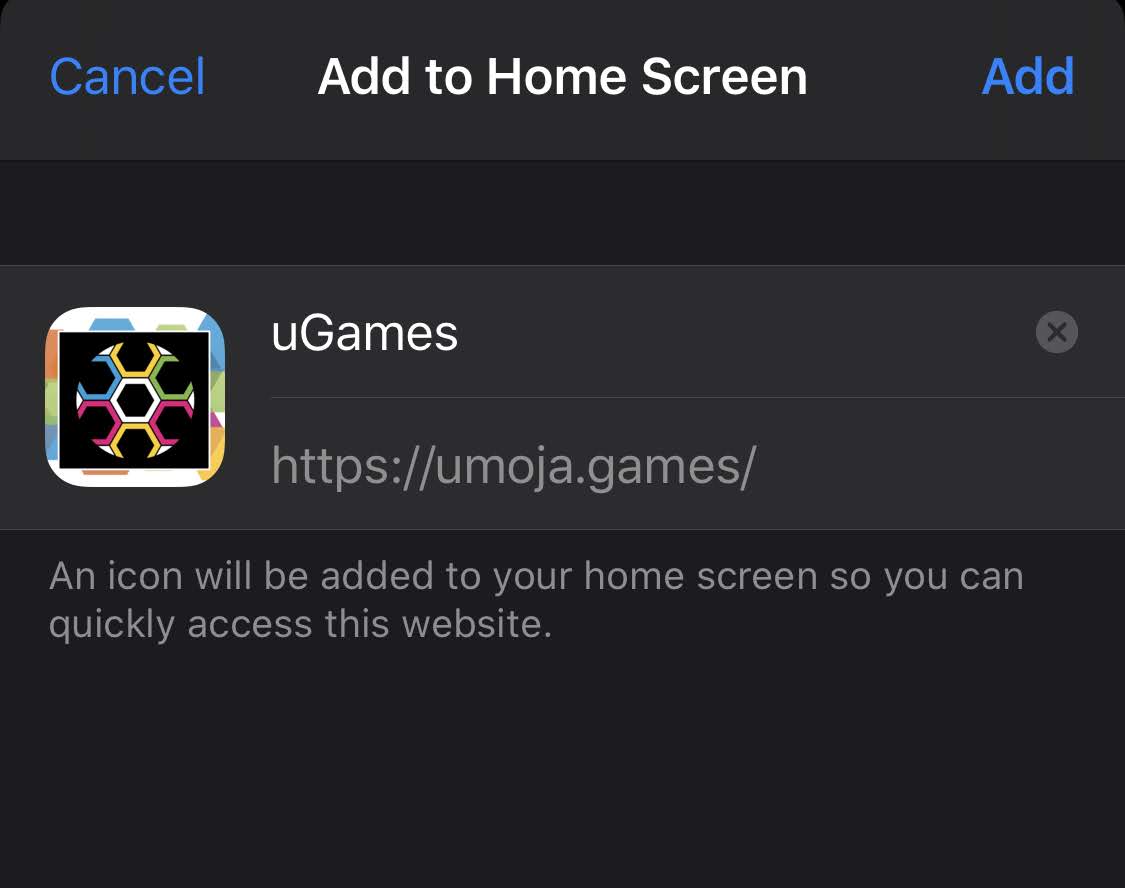 Cancel Add to Home Screen Add
uGames
https://umoja.games/
An icon will be added to your home screen so you can
quickly access this website.